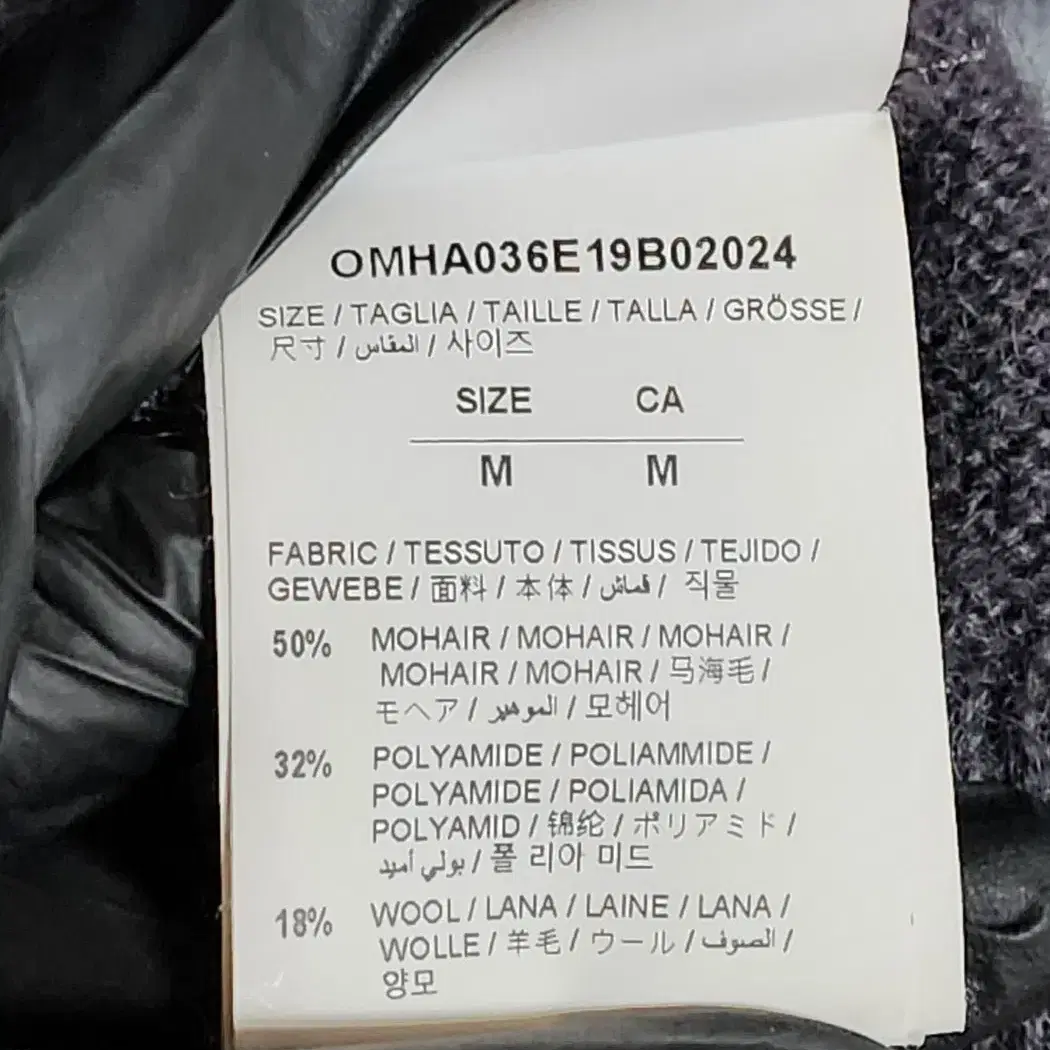 OMHA036E19B02024
SIZE / TAGLIA / TAILLE / TALLA / GRÖSSE /
尺寸 / المقاس / 사이즈
SIZE CA
M M
FABRIC / TESSUTO / TISSUS / TEJIDO /
GEWEBE / 面料 / 本体 / قماش / 직물
50% MOHAIR / MOHAIR / MOHAIR /
MOHAIR / MOHAIR / 马海毛 /
モヘア / الموهير / 모헤어
32% POLYAMIDE / POLIAMMIDE /
POLYAMIDE / POLIAMIDA /
POLYAMID / 锦纶 / ポリアミド /
بولي أميد / 폴 리아 미드
18% WOOL / LANA / LAINE / LANA /
WOLLE / 羊毛 / ウール / الصوف /
양모